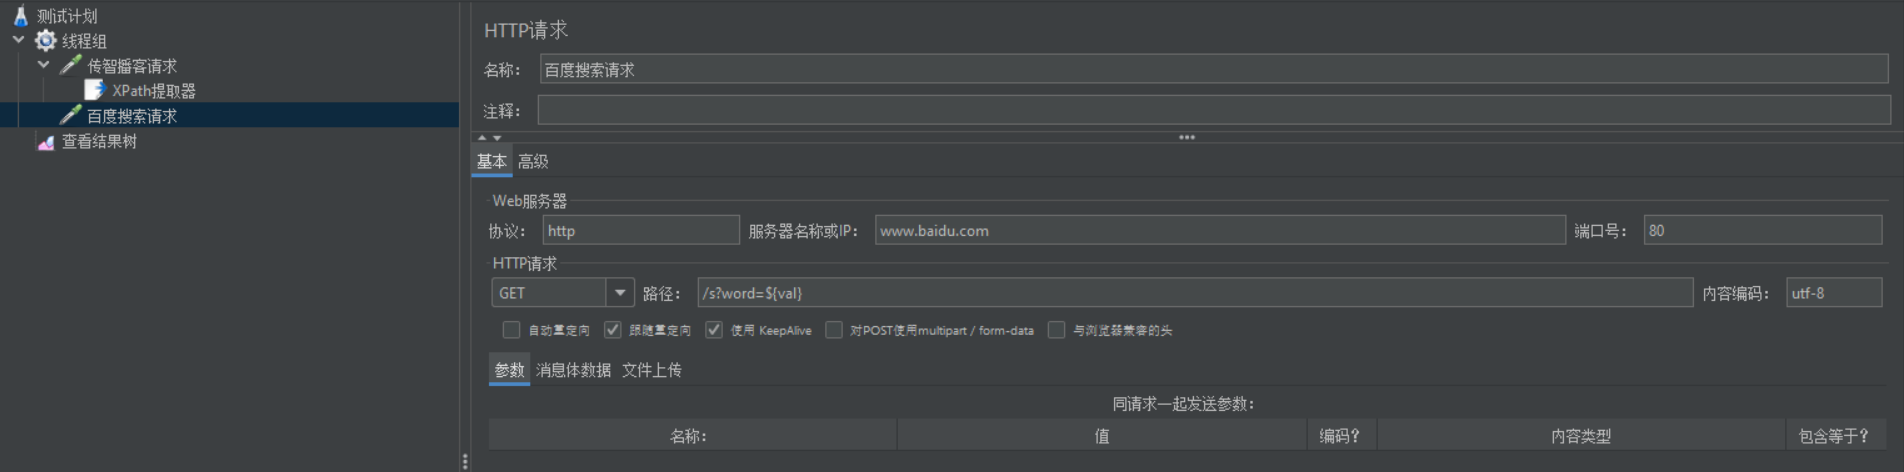 测试计划
线程组
传智播客请求
XPath提取器
百度搜索请求
查看结果树
HTTP请求
名称： 百度搜索请求
注释：
基本 高级
Web服务器
协议： http 服务器名称或IP： www.baidu.com 端口号： 80
HTTP请求
GET 路径： /s?word=${val} 内容编码： utf-8
自动重定向 跟随重定向 使用 KeepAlive 对POST使用multipart / form-data 与浏览器兼容的头
参数 消息体数据 文件上传
同请求一起发送参数：
名称： 值 编码？ 内容类型 包含等于？